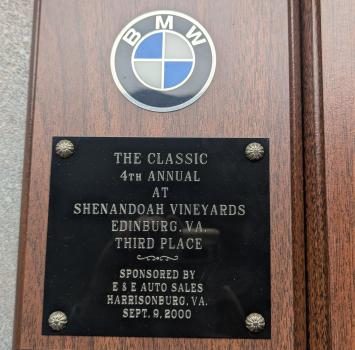 BMW
THE CLASSIC
4TH ANNUAL
AT
SHENANDOAH VINEYARDS
EDINBURG, VA.
THIRD PLACE
SPONSORED BY
E & E AUTO SALES
HARRISONBURG, VA.
SEPT. 9, 2000